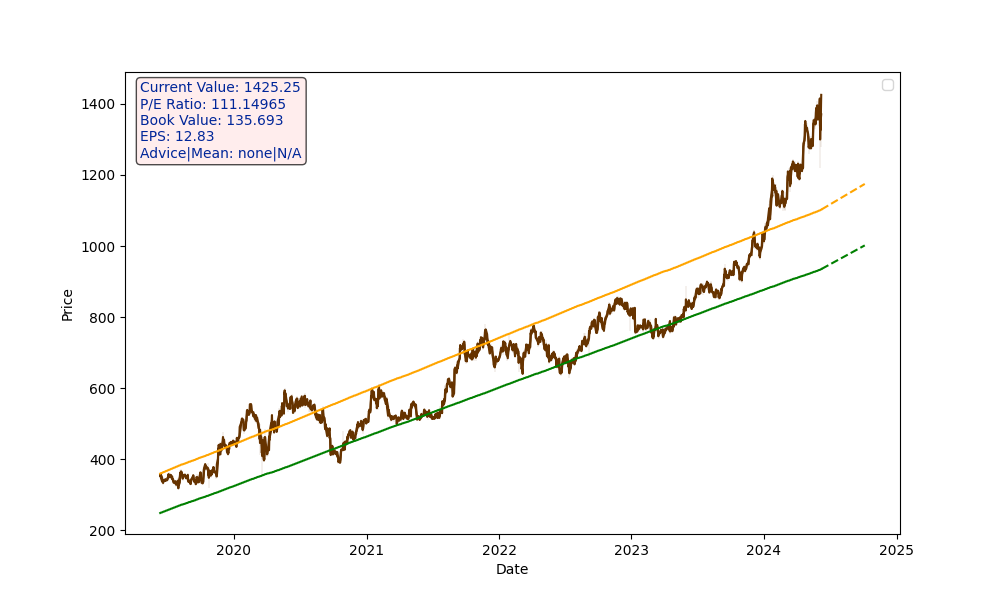 Current Value: 1425.25
P/E Ratio: 111.14965
Book Value: 135.693
EPS: 12.83
Advice|Mean: none|N/A
1400
1200
1000
800
600
400
200
Price
2020 2021 2022 2023 2024 2025
Date